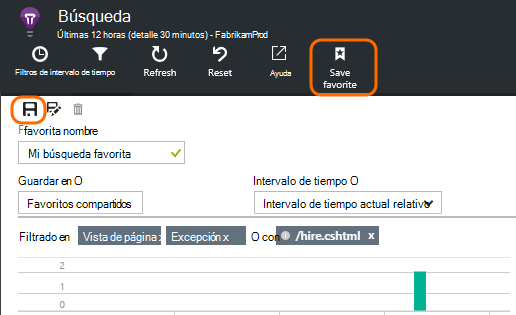 Búsqueda
Últimas 12 horas (detalle 30 minutos) - FabrikamProd
Filtros de intervalo de tiempo
Refresh
Reset
Ayuda
Save
favorite
Ffavorita nombre
Mi búsqueda favorita
Guardar en O
Intervalo de tiempo O
Favoritos compartidos
Intervalo de tiempo actual relativo
Filtrado en
Vista de página x
Excepción x
O con
/hire.cshtml x
2
1
0